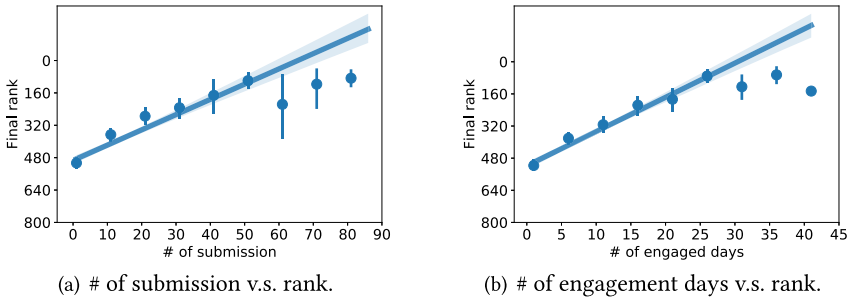 Final rank
0
160
320
480
640
800
0 10 20 30 40 50 60 70 80 90
# of submission
(a) # of submission v.s. rank.
Final rank
0
160
320
480
640
800
0 5 10 15 20 25 30 35 40 45
# of engaged days
(b) # of engagement days v.s. rank.